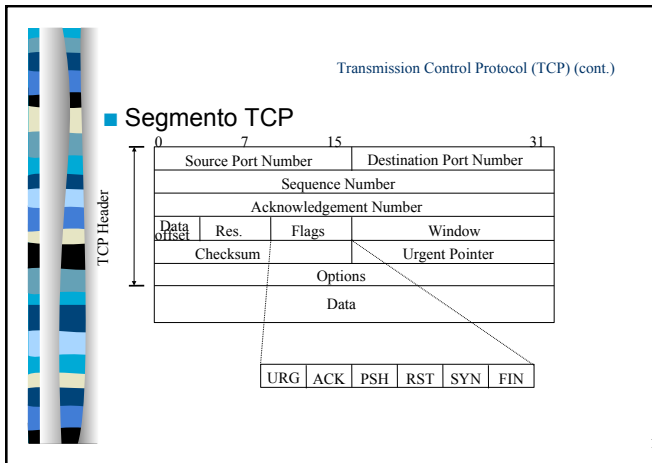 Transmission Control Protocol (TCP) (cont.)
Segmento TCP
0 7 15 31
TCP Header
Source Port Number Destination Port Number
Sequence Number
Acknowledgement Number
Data offset Res. Flags Window
Checksum Urgent Pointer
Options
Data
URG ACK PSH RST SYN FIN